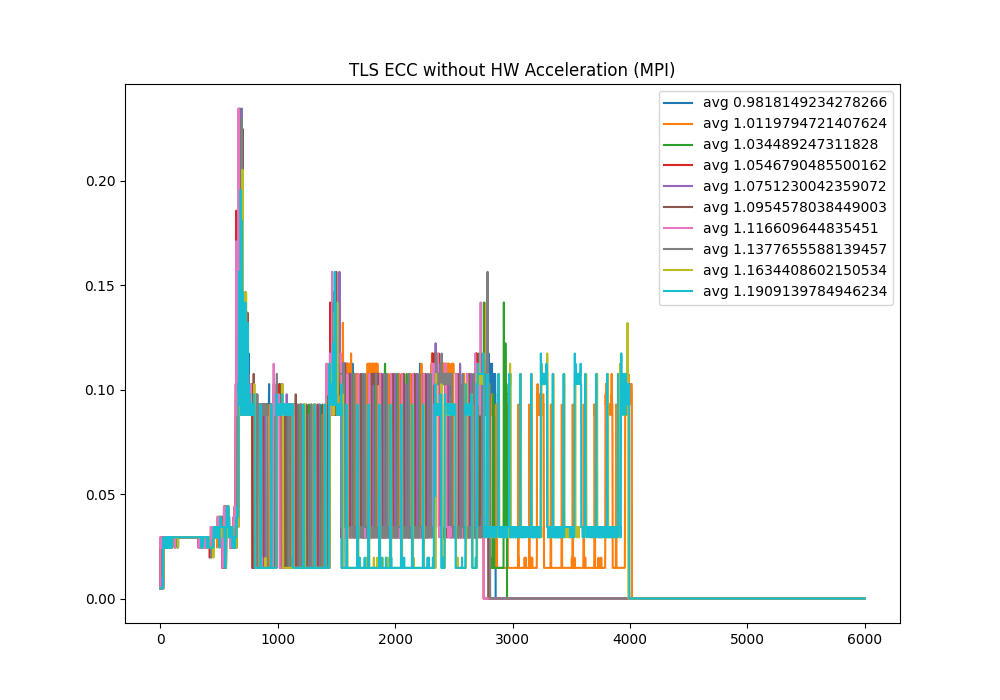 TLS ECC without HW Acceleration (MPI)
avg 0.9818149234278266
avg 1.0119794721407624
avg 1.034489247311828
avg 1.0546790485500162
avg 1.0751230042359072
avg 1.0954578038449003
avg 1.116609644835451
avg 1.1377655588139457
avg 1.1634408602150534
avg 1.1909139784946234
0.20
0.15
0.10
0.05
0.00
0 1000 2000 3000 4000 5000 6000